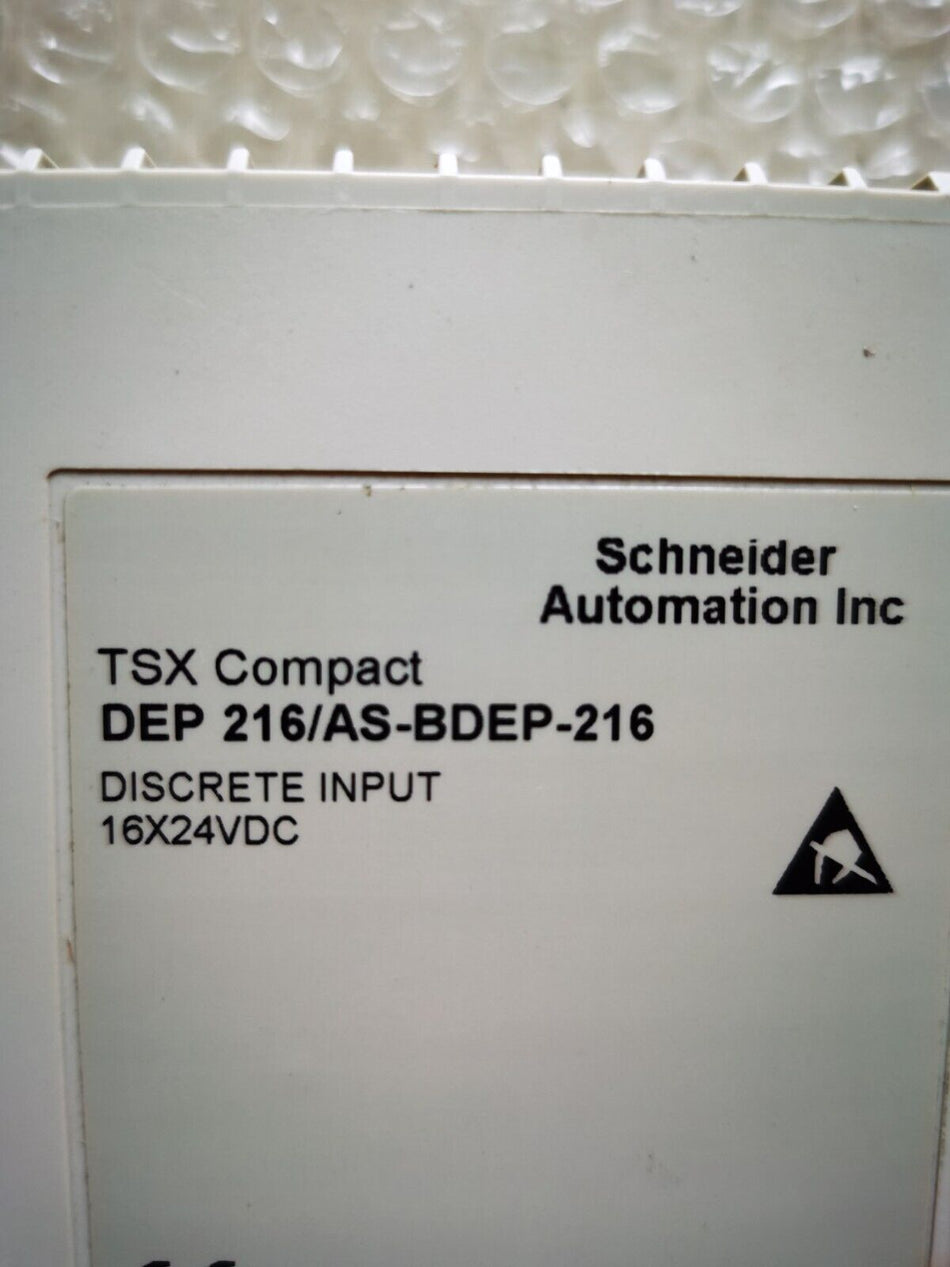 Schneider
Automation Inc
TSX Compact
DEP 216/AS-BDEP-216
DISCRETE INPUT
16X24VDC